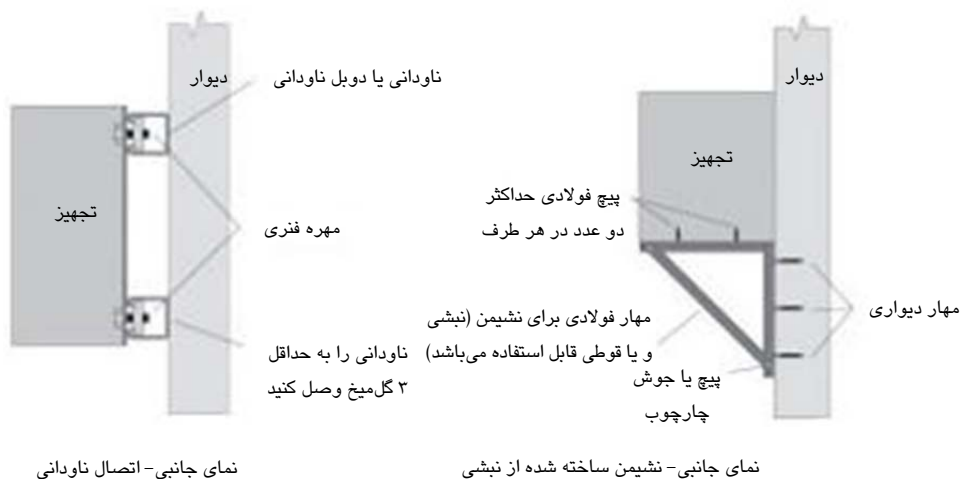 دیوار
تجهیز
پیچ فولادی حداکثر
دو عدد در هر طرف
مهار دیواری
مهار فولادی برای نشیمن (نبشی
و یا قوطی قابل استفاده می‌باشد)
پیچ یا جوش
چارچوب
نمای جانبی- نشیمن ساخته شده از نبشی
دیوار
ناودانی یا دوبل ناودانی
تجهیز
مهره فنری
ناودانی را به حداقل
۳ گل‌میخ وصل کنید
نمای جانبی- اتصال ناودانی